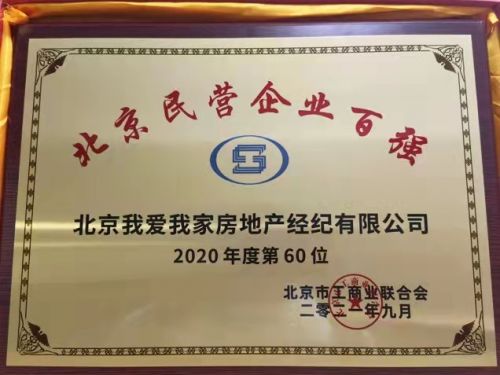 北京民营企业百强
北京我爱我家房地产经纪有限公司
2020年度第60位
北京市工商业联合会
二零二一年九月